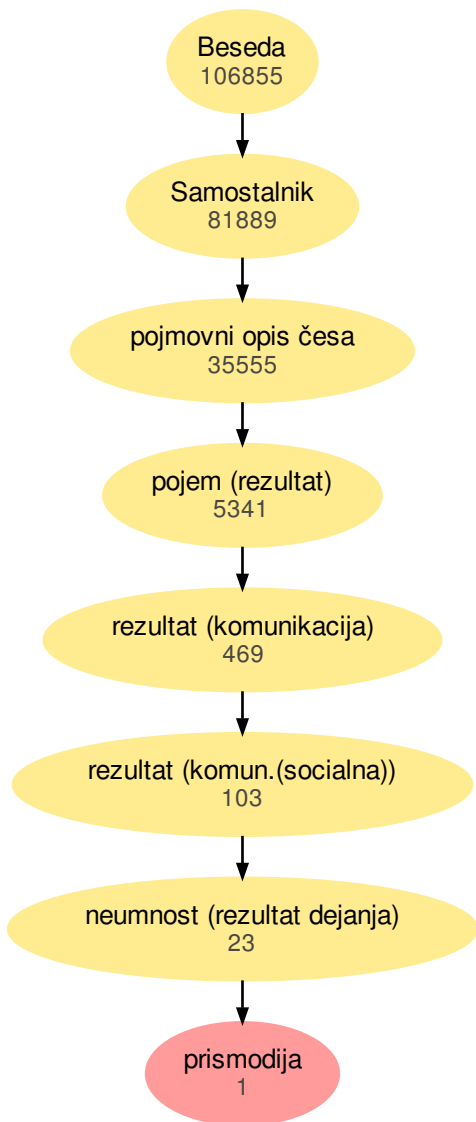 Beseda
106855
Samostalnik
81889
pojmovni opis česa
35555
pojem (rezultat)
5341
rezultat (komunikacija)
469
rezultat (komun.(socialna))
103
neumnost (rezultat dejanja)
23
prismodija
1